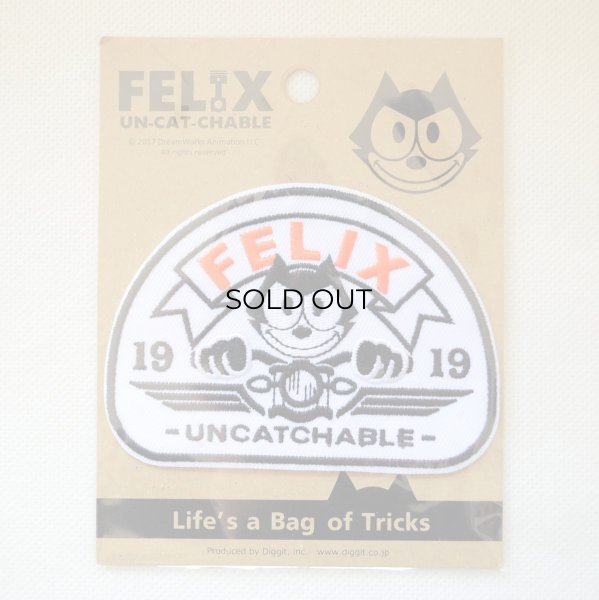 FELIX
UN-CAT-CHABLE
© 2017 DreamWorks Animation LLC
All rights reserved
FELIX
SOLD OUT
19 19
- UNCATCHABLE -
Life's a Bag of Tricks
Produced by Diggit, Inc. www.diggit.co.jp